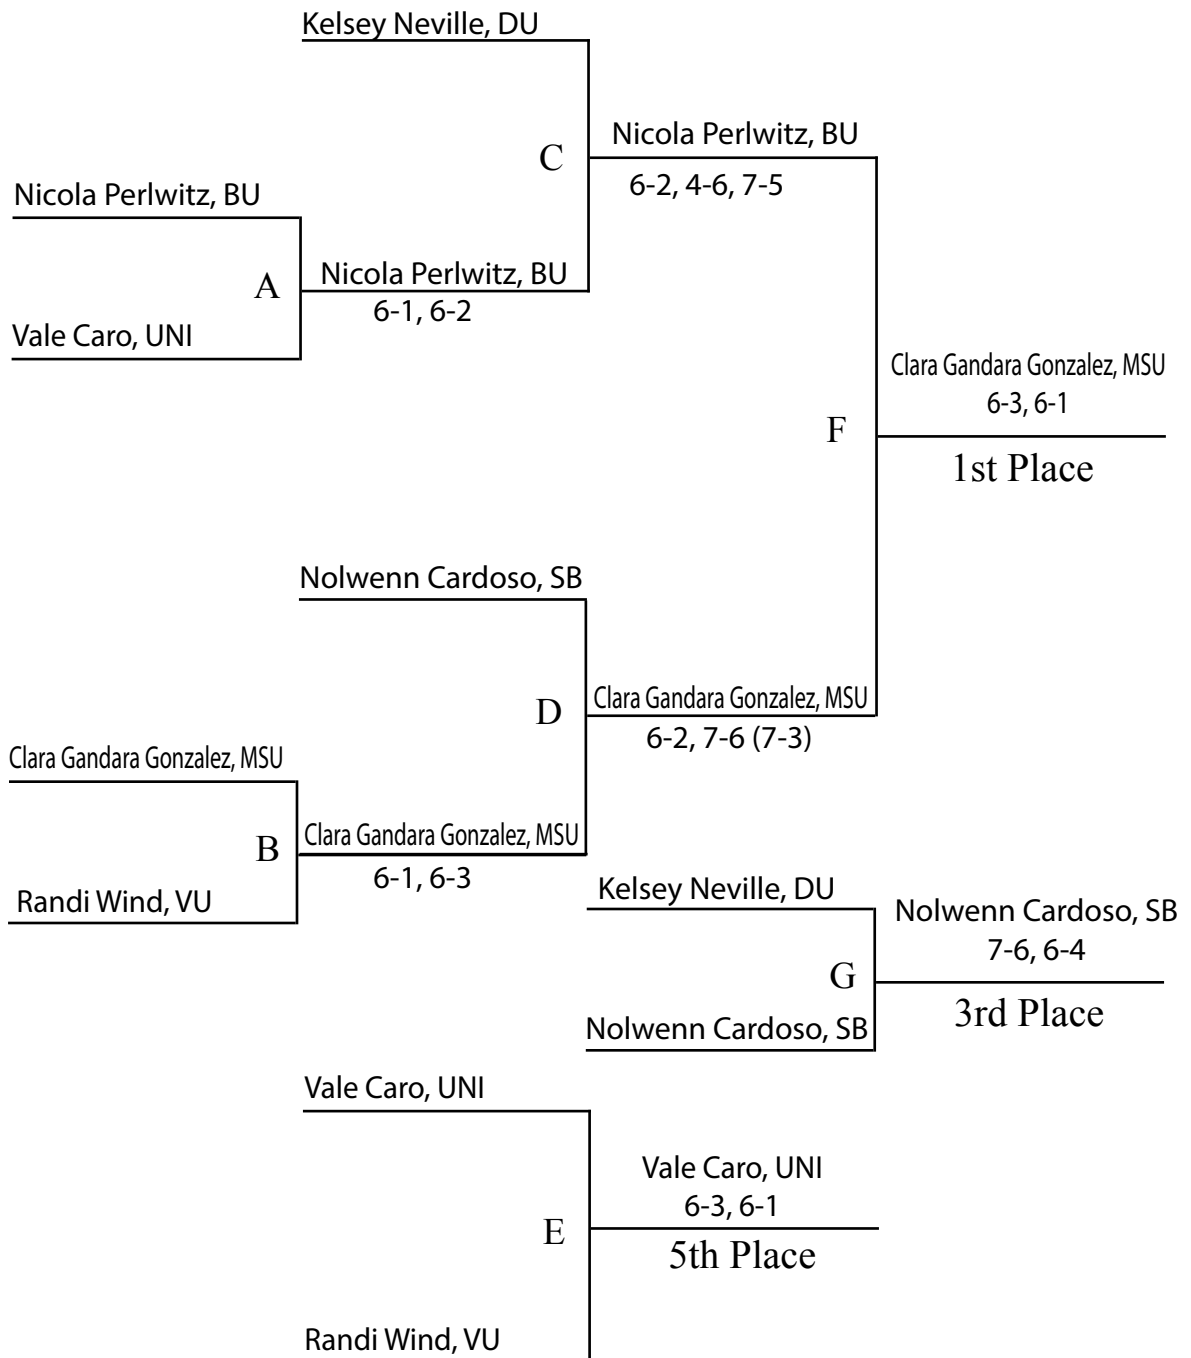 Kelsey Neville, DU
C
Nicola Perlwitz, BU
6-2, 4-6, 7-5
Nicola Perlwitz, BU
A
Nicola Perlwitz, BU
6-1, 6-2
Vale Caro, UNI
Clara Gandara Gonzalez, MSU
6-3, 6-1
F
1st Place
Nolwenn Cardoso, SB
D
Clara Gandara Gonzalez, MSU
6-2, 7-6 (7-3)
Clara Gandara Gonzalez, MSU
B
Clara Gandara Gonzalez, MSU
6-1, 6-3
Randi Wind, VU
Kelsey Neville, DU
Nolwenn Cardoso, SB
7-6, 6-4
G
3rd Place
Nolwenn Cardoso, SB
Vale Caro, UNI
Vale Caro, UNI
6-3, 6-1
E
5th Place
Randi Wind, VU